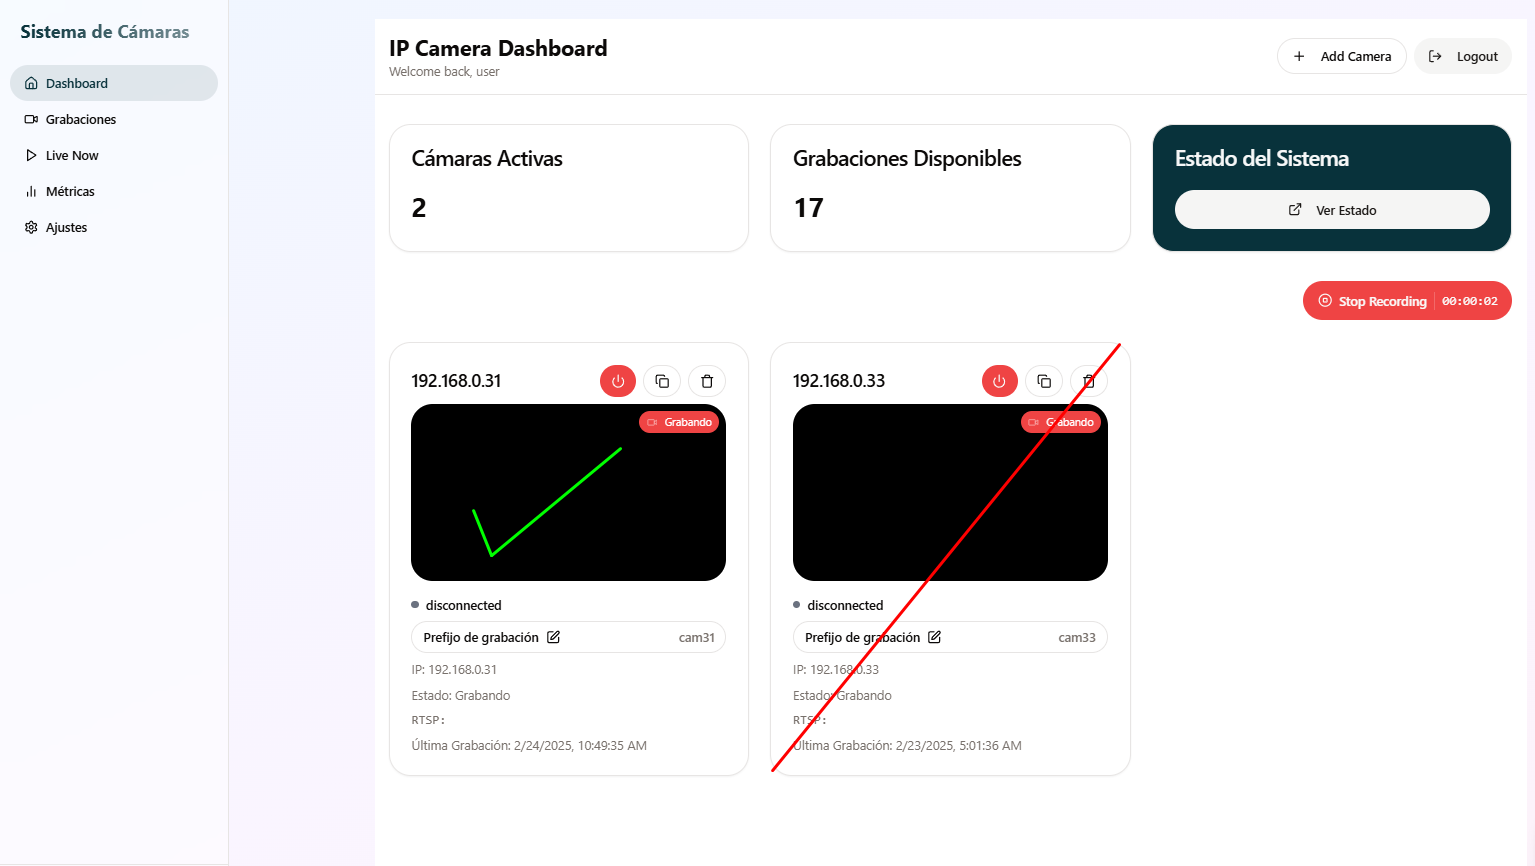 Sistema de Cámaras
Dashboard
Grabaciones
Live Now
Métricas
Ajustes
IP Camera Dashboard
Welcome back, user
Add Camera
Logout
Cámaras Activas
2
Grabaciones Disponibles
17
Estado del Sistema
Ver Estado
Stop Recording 00:00:02
192.168.0.31
Grabando
disconnected
Prefijo de grabación cam31
IP: 192.168.0.31
Estado: Grabando
RTSP:
Última Grabación: 2/24/2025, 10:49:35 AM
192.168.0.33
Grabando
disconnected
Prefijo de grabación cam33
IP: 192.168.0.33
Estado: Grabando
RTSP:
Última Grabación: 2/23/2025, 5:01:36 AM